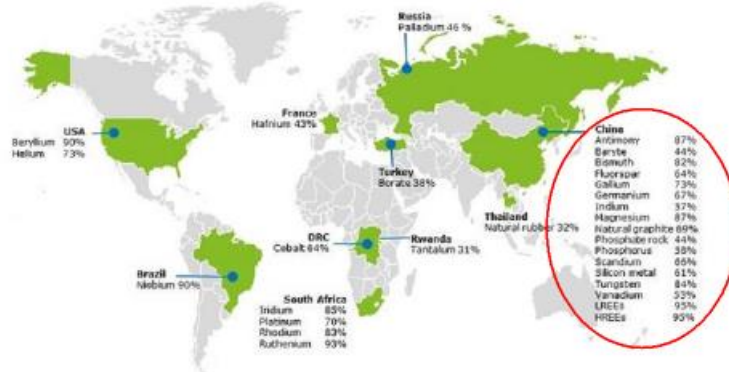 Russia
Palladium 46 %
France
Hafnium 43%
USA
Beryllium 90%
Helium 73%
Turkey
Borate 38%
China
Antimony 87%
Baryte 44%
Bismuth 82%
Fluorspar 64%
Gallium 73%
Germanium 67%
Indium 57%
Magnesium 87%
Natural graphite 69%
Phosphate rock 44%
Phosphorus 58%
Scandium 66%
Silicon metal 61%
Tungsten 84%
Vanadium 53%
LREEs 95%
HREEs 95%
Thailand
Natural rubber 32%
DRC
Cobalt 64%
Rwanda
Tantalum 31%
Brazil
Niobium 90%
South Africa
Iridium 85%
Platinum 70%
Rhodium 83%
Ruthenium 93%